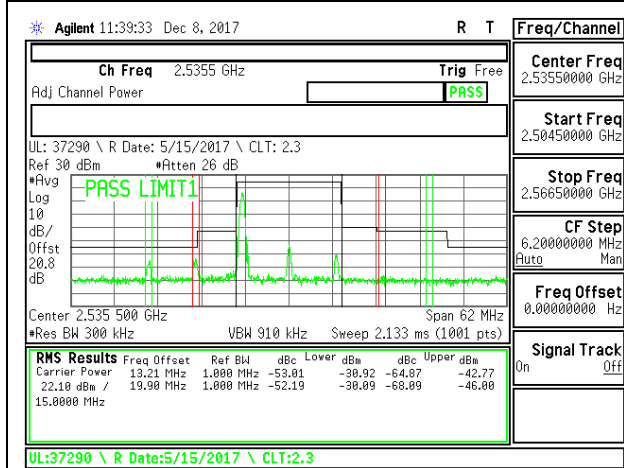 Agilent 11:39:33 Dec 8, 2017 R T
Freq/Channel
Ch Freq 2.5355 GHz Trig Free
Adj Channel Power PASS
UL: 37290 \ R Date: 5/15/2017 \ CLT: 2.3
Ref 30 dBm #Atten 26 dB
#Avg
Log
10
dB/
Offst
20.8
dB
PASS LIMIT1
Center 2.535 500 GHz Span 62 MHz
#Res BW 300 kHz VBW 910 kHz Sweep 2.133 ms (1001 pts)
RMS Results Freq Offset Ref BW dBc Lower dBm dBc Upper dBm
Carrier Power 13.21 MHz 1.000 MHz -53.01 -30.92 -64.87 -42.77
22.10 dBm / 19.90 MHz 1.000 MHz -52.19 -30.09 -68.09 -46.00
15.0000 MHz
UL:37290 \ R Date:5/15/2017 \ CLT:2.3
Center Freq
2.53550000 GHz
Start Freq
2.50450000 GHz
Stop Freq
2.56650000 GHz
CF Step
6.20000000 MHz
Auto Man
Freq Offset
0.00000000 Hz
Signal Track
On Off